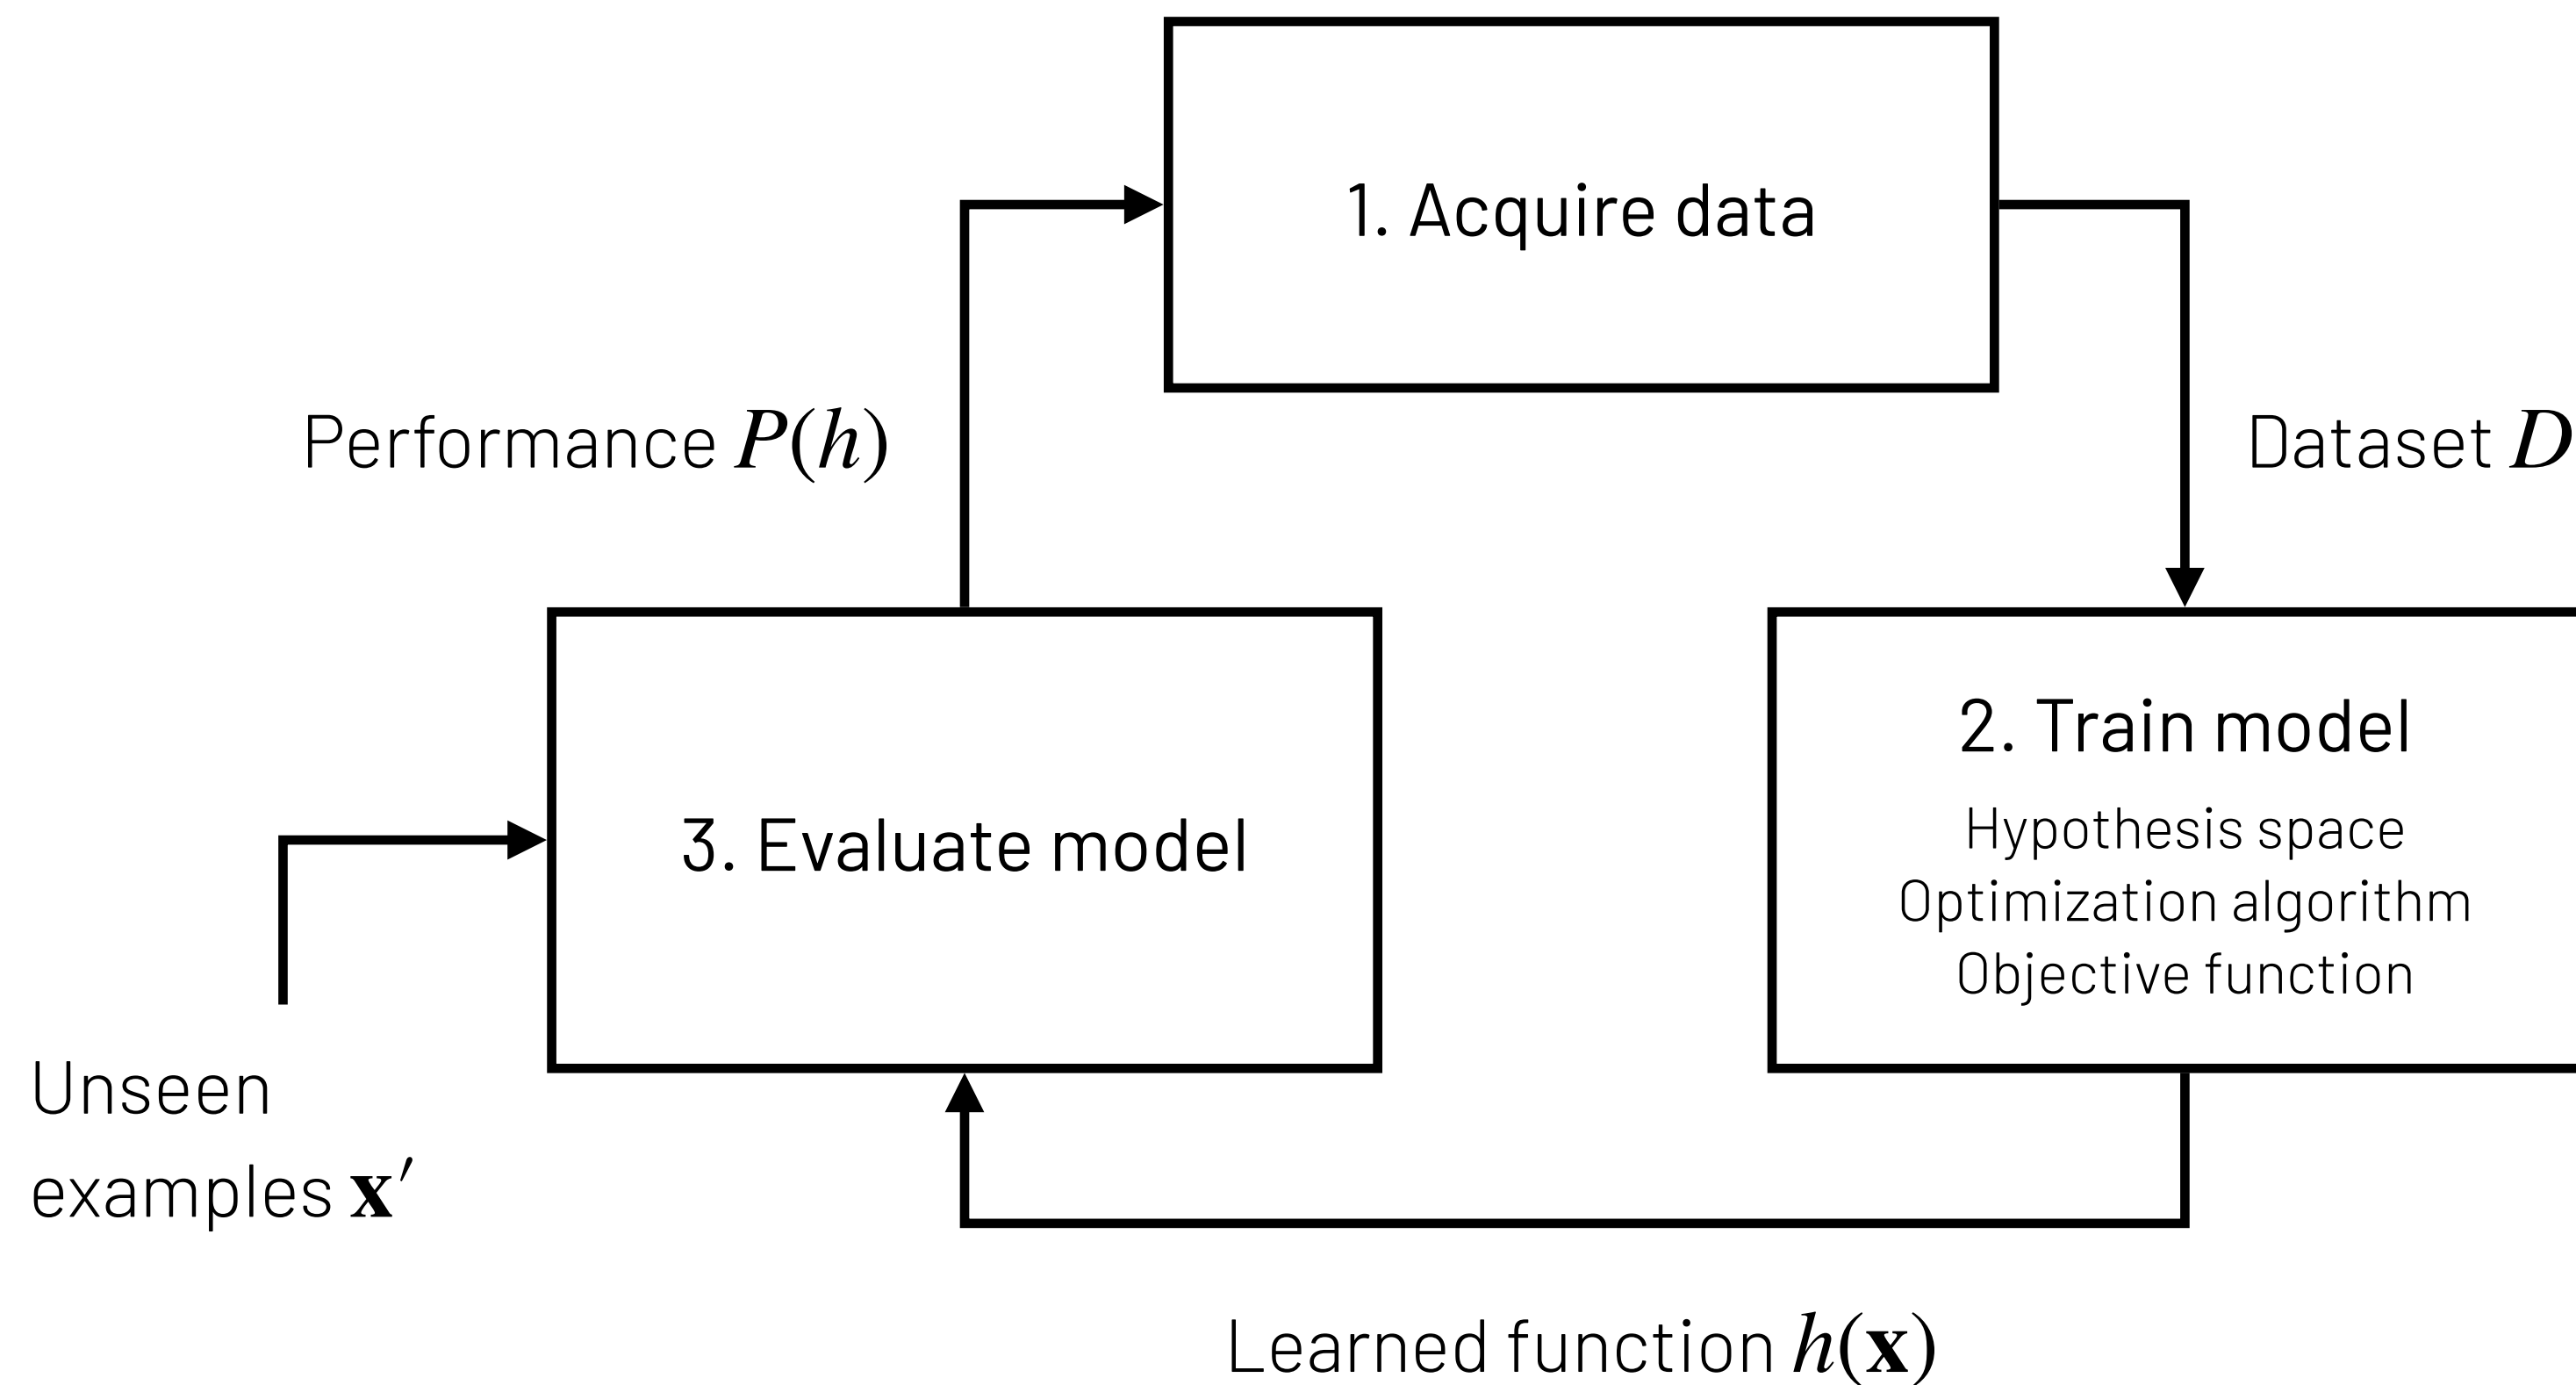 1. Acquire data
Performance P(h)
Dataset D
2. Train model
Hypothesis space
Optimization algorithm
Objective function
3. Evaluate model
Unseen
examples x′
Learned function h(x)